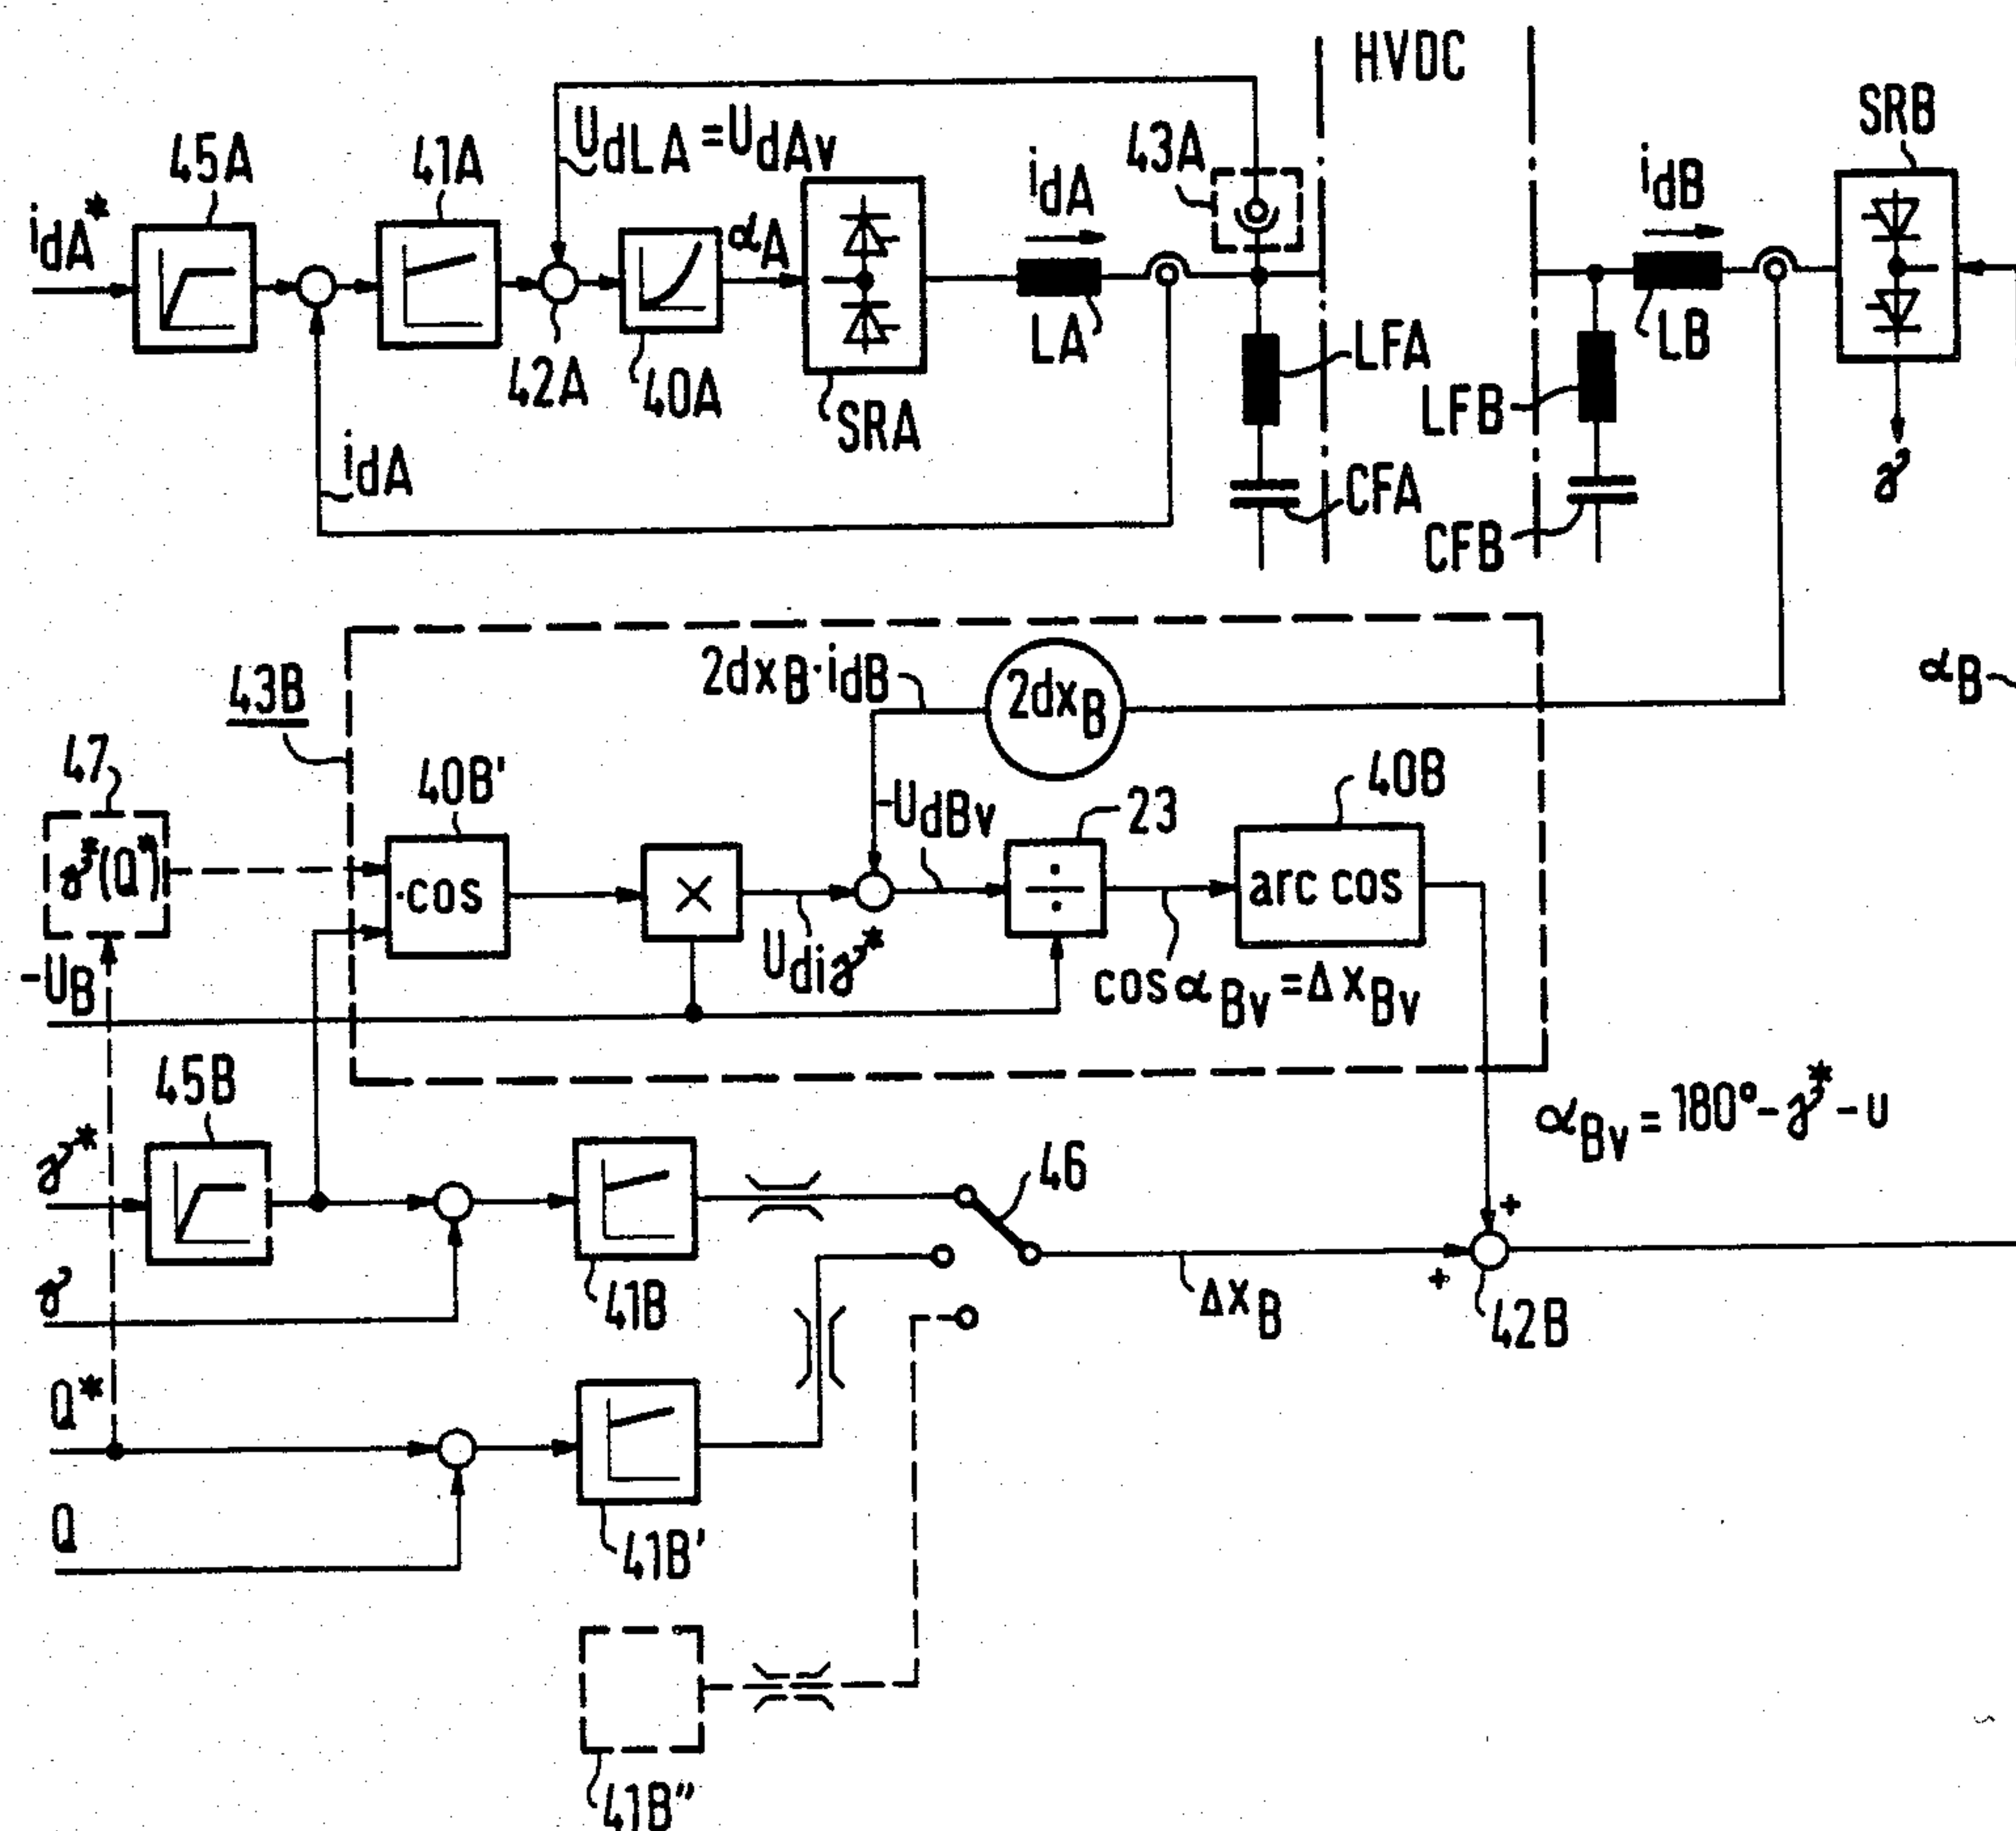 HVDC
SRB
45A
41A
UdLA = UdAv
43A
idA
idB
idA*
αA
42A
40A
SRA
LA
LFA
LB
LFB
γ
idA
CFA
CFB
43B
2dxB·idB
2dxB
αB
47
40B'
UdBv
23
40B
γ*(Q*)
·cos
×
÷
arc cos
-UB
Udiγ*
cos αBv = ΔxBv
45B
αBv = 180° - γ* - u
γ*
46
+
γ
41B
ΔxB
+
42B
Q*
Q
41B'
41B"